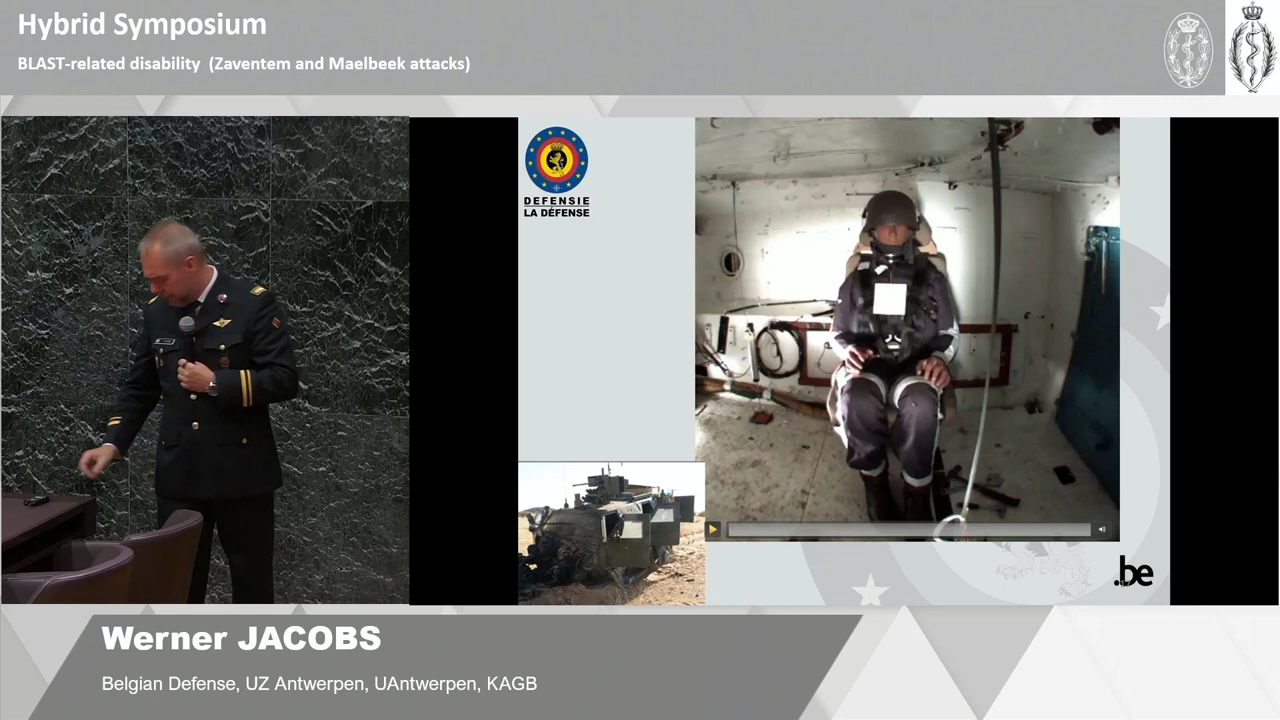 Hybrid Symposium
BLAST-related disability (Zaventem and Maelbeek attacks)
DEFENSIE
LA DÉFENSE
.be
Werner JACOBS
Belgian Defense, UZ Antwerpen, UAntwerpen, KAGB